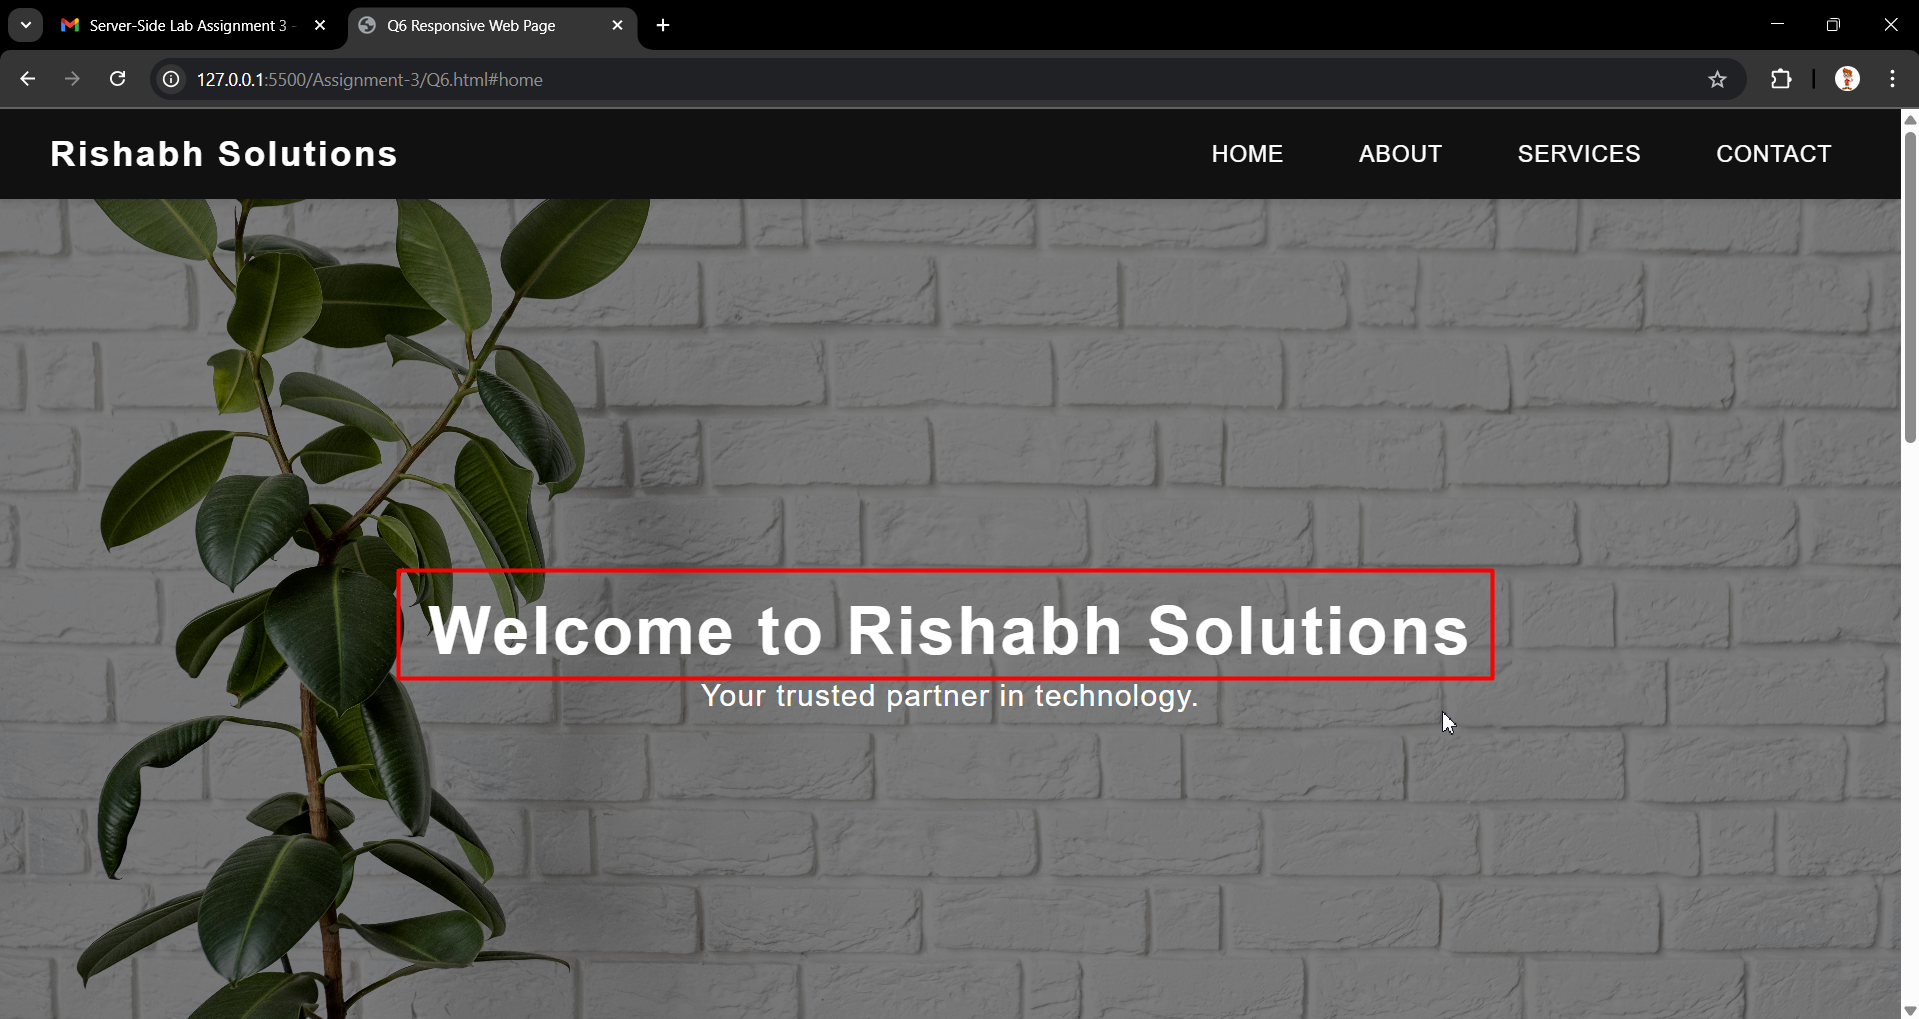 Server-Side Lab Assignment 3 -
Q6 Responsive Web Page
127.0.0.1:5500/Assignment-3/Q6.html#home
Rishabh Solutions
HOME
ABOUT
SERVICES
CONTACT
Welcome to Rishabh Solutions
Your trusted partner in technology.